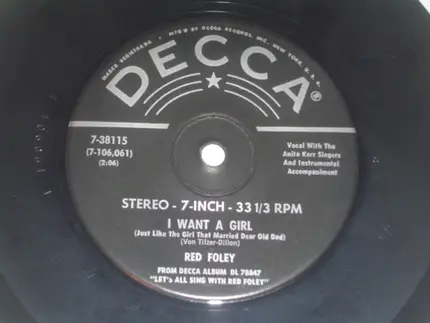 MARCA REGISTRADA • MFD BY DECCA RECORDS, INC., NEW YORK, U.S.A.
DECCA®
7-38115
(7-106,061)
(2:06)
Vocal With The
Anita Kerr Singers
And Instrumental
Accompaniment
STEREO - 7-INCH - 33 1/3 RPM
I WANT A GIRL
(Just Like The Girl That Married Dear Old Dad)
(Von Tilzer-Dillon)
RED FOLEY
FROM DECCA ALBUM DL 78847
"LET'S ALL SING WITH RED FOLEY"